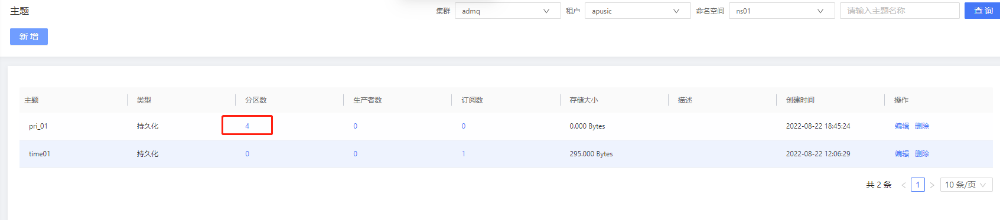 主题 集群 admq 租户 apusic 命名空间 ns01 请输入主题名称 查 询
新 增
主题 类型 分区数 生产者数 订阅数 存储大小 描述 创建时间 操作
pri_01 持久化 4 0 0 0.000 Bytes 2022-08-22 18:45:24 编辑 删除
time01 持久化 0 0 1 295.000 Bytes 2022-08-22 12:06:29 编辑 删除
共 2 条 < 1 > 10 条/页